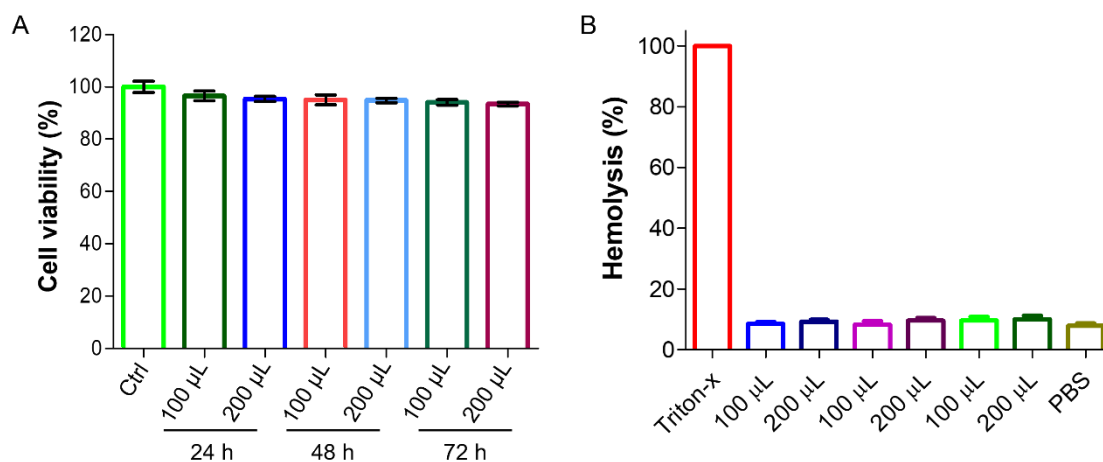 A
Cell viability (%)
120
100
80
60
40
20
0
Ctrl
100 µL
200 µL
100 µL
200 µL
100 µL
200 µL
24 h
48 h
72 h
B
Hemolysis (%)
100
80
60
40
20
0
Triton-x
100 µL
200 µL
100 µL
200 µL
100 µL
200 µL
PBS